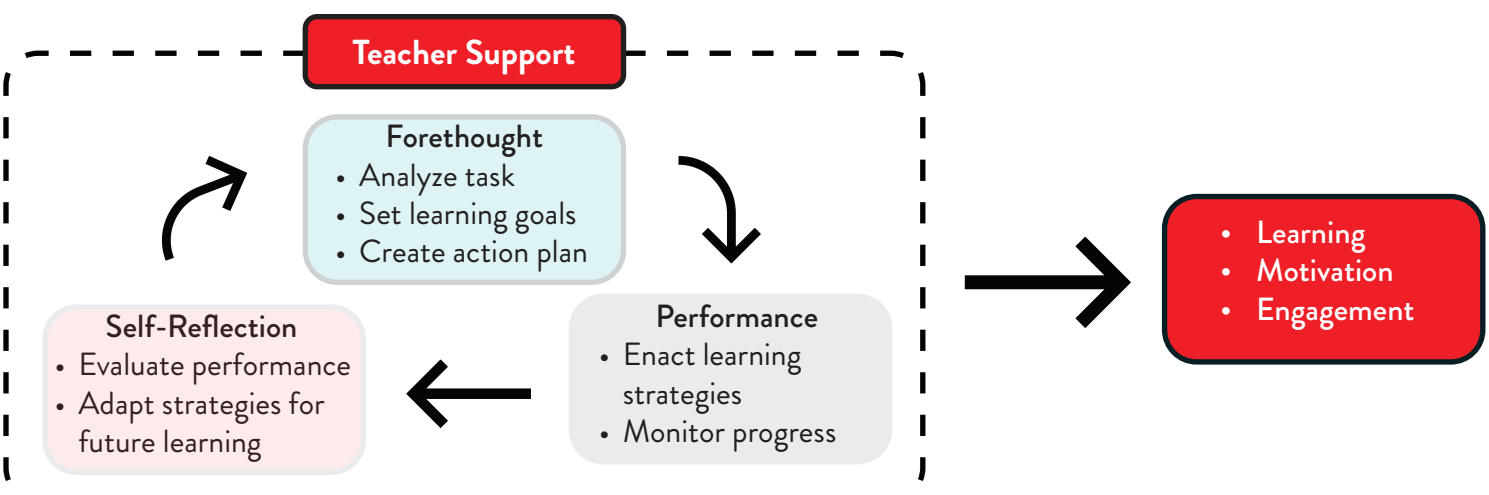 Teacher Support
Forethought
• Analyze task
• Set learning goals
• Create action plan
Performance
• Enact learning
strategies
• Monitor progress
Self-Reflection
• Evaluate performance
• Adapt strategies for
future learning
• Learning
• Motivation
• Engagement